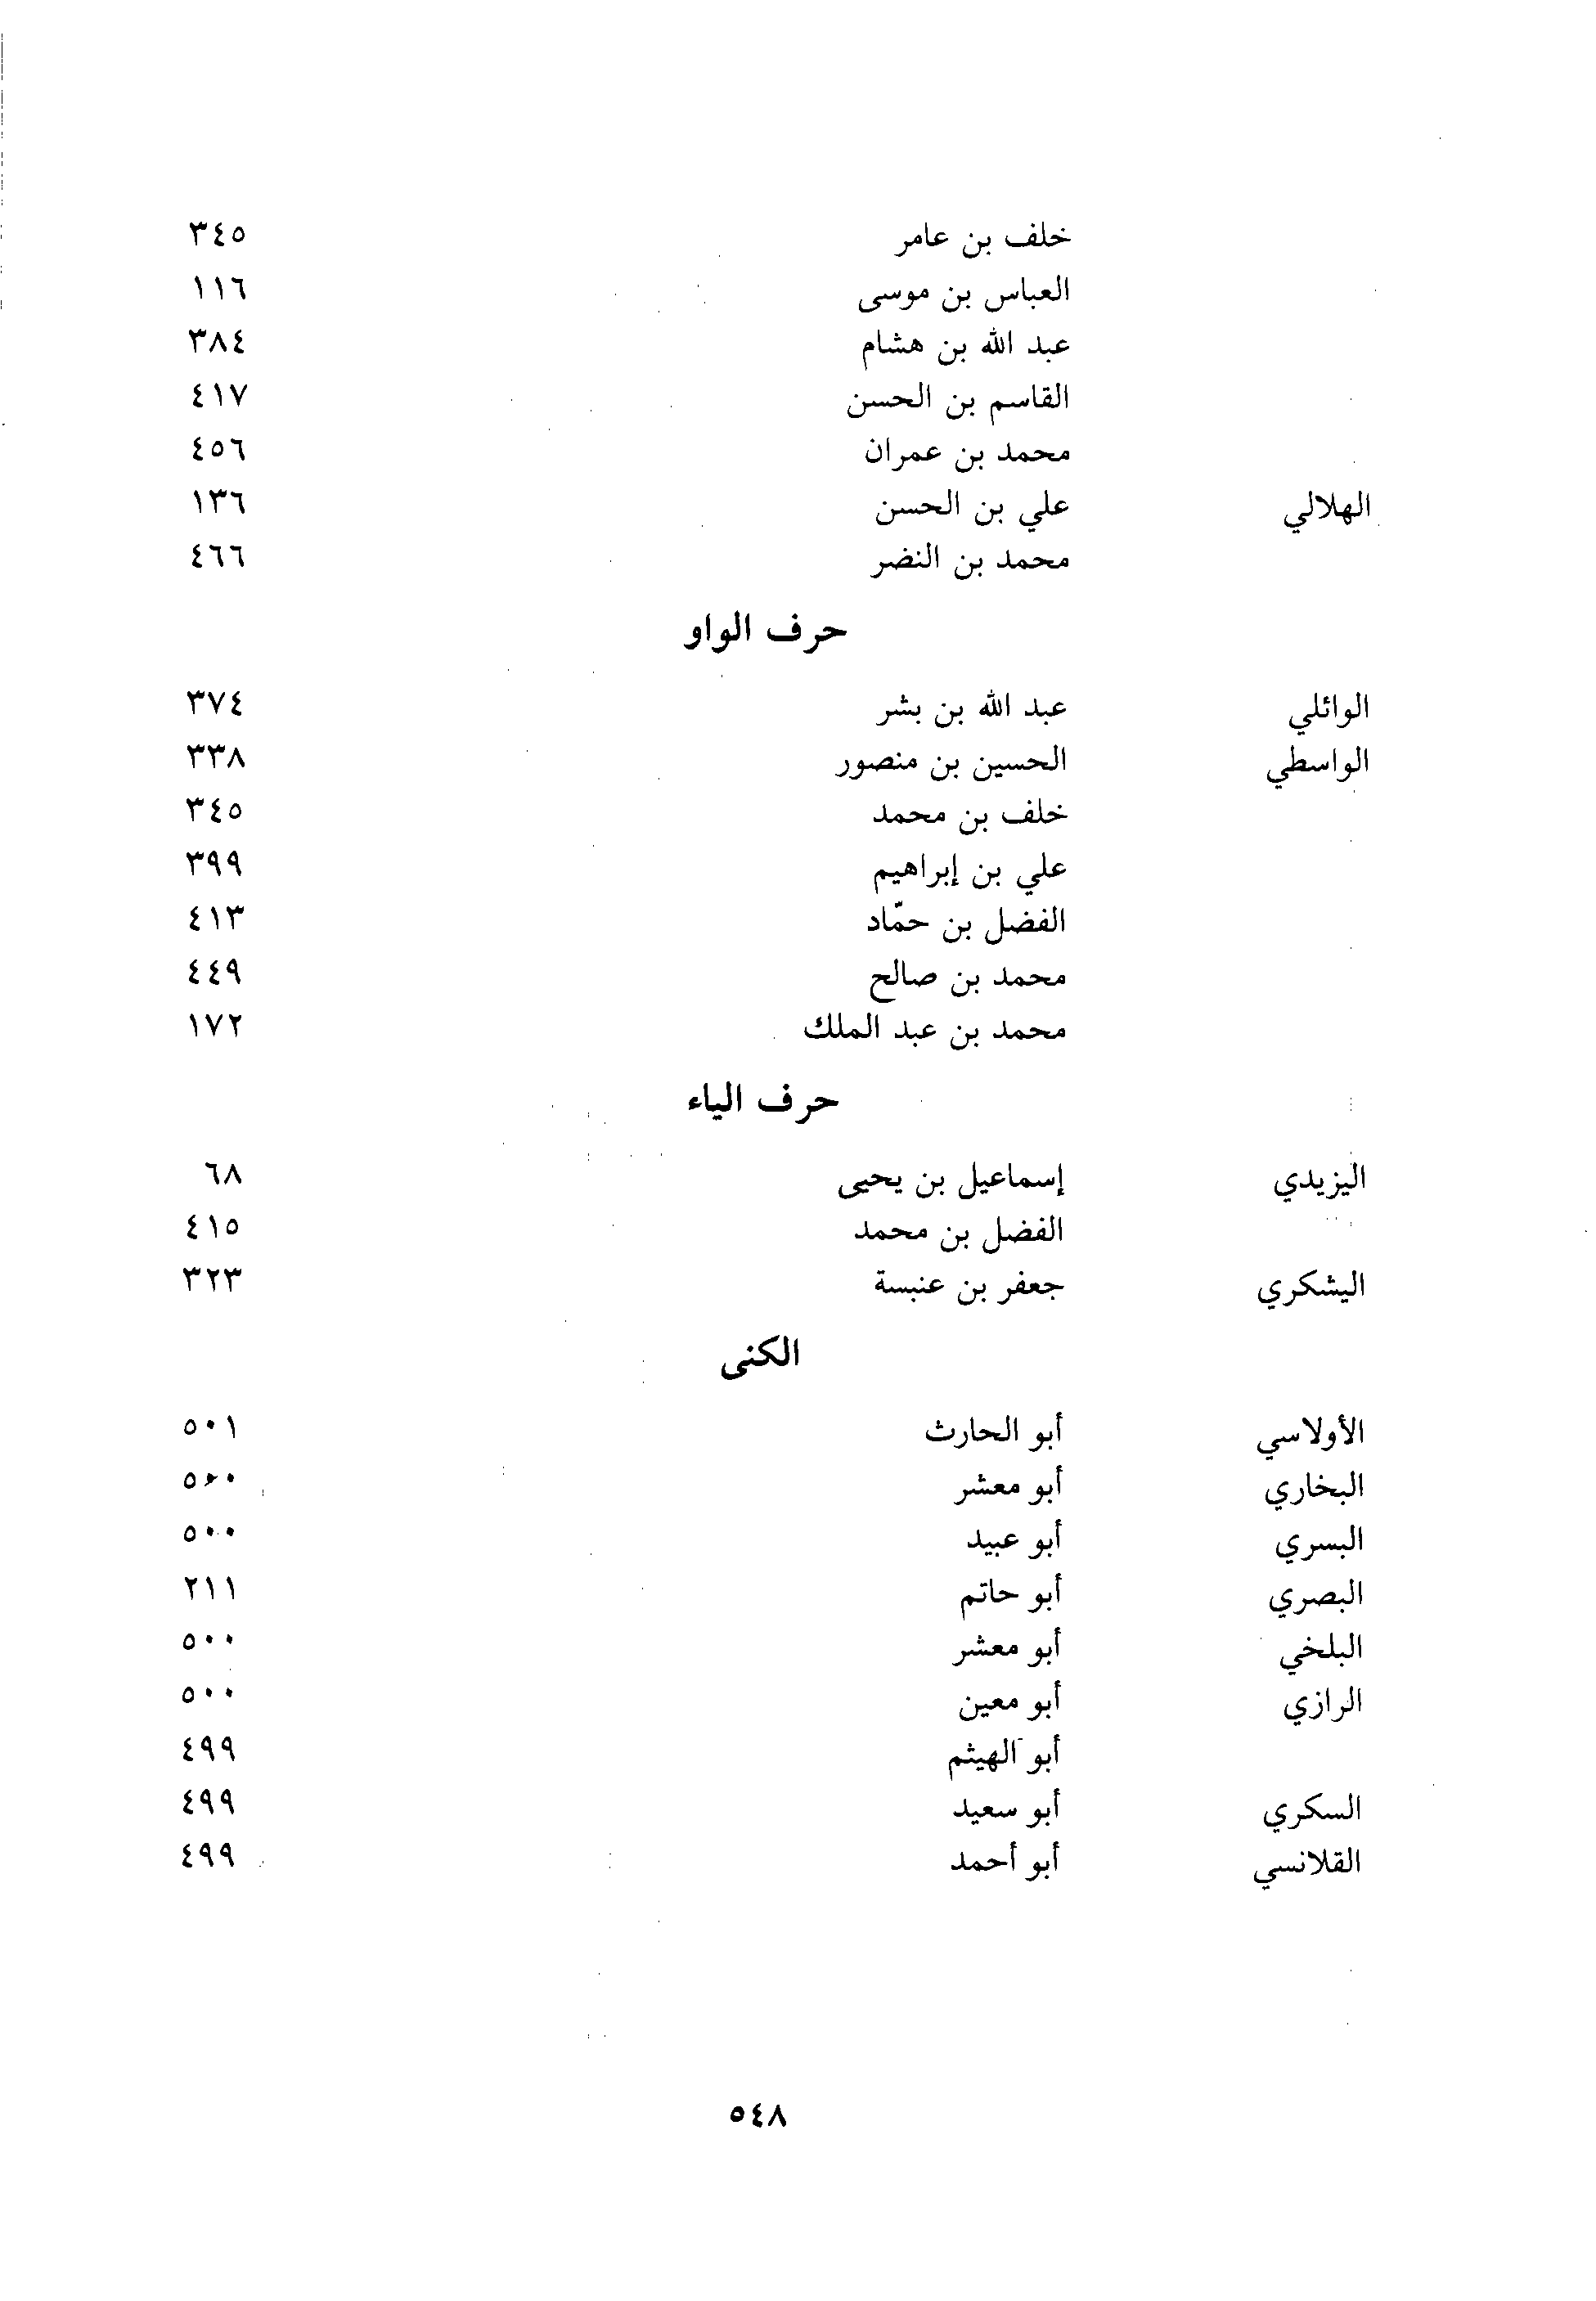 خلف بن عامر ٣٤٥
العباس بن موسى ١١٦
عبد الله بن هشام ٣٨٤
القاسم بن الحسن ٤١٧
محمد بن عمران ٤٥٦
الهلالي علي بن الحسن ١٣٦
محمد بن النضر ٤٦٦
حرف الواو
الوائلي عبد الله بن بشر ٣٧٤
الواسطي الحسين بن منصور ٣٣٨
خلف بن محمد ٣٤٥
علي بن إبراهيم ٣٩٩
الفضل بن حمّاد ٤١٣
محمد بن صالح ٤٤٩
محمد بن عبد الملك ١٧٢
حرف الياء
اليزيدي إسماعيل بن يحيى ٦٨
الفضل بن محمد ٤١٥
اليشكري جعفر بن عنبسة ٣٢٣
الكنى
الأولاسي أبو الحارث ٥٠١
البخاري أبو معشر ٥٠٠
البسري أبو عبيد ٥٠٠
البصري أبو حاتم ٢١١
البلخي أبو معشر ٥٠٠
الرازي أبو معين ٥٠٠
أبو الهيثم ٤٩٩
السكري أبو سعيد ٤٩٩
القلانسي أبو أحمد ٤٩٩
٥٤٨